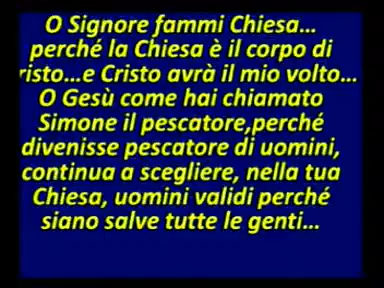 O Signore fammi Chiesa...
perché la Chiesa è il corpo di
risto...e Cristo avrà il mio volto...
O Gesù come hai chiamato
Simone il pescatore,perché
divenisse pescatore di uomini,
continua a scegliere, nella tua
Chiesa, uomini validi perché
siano salve tutte le genti...